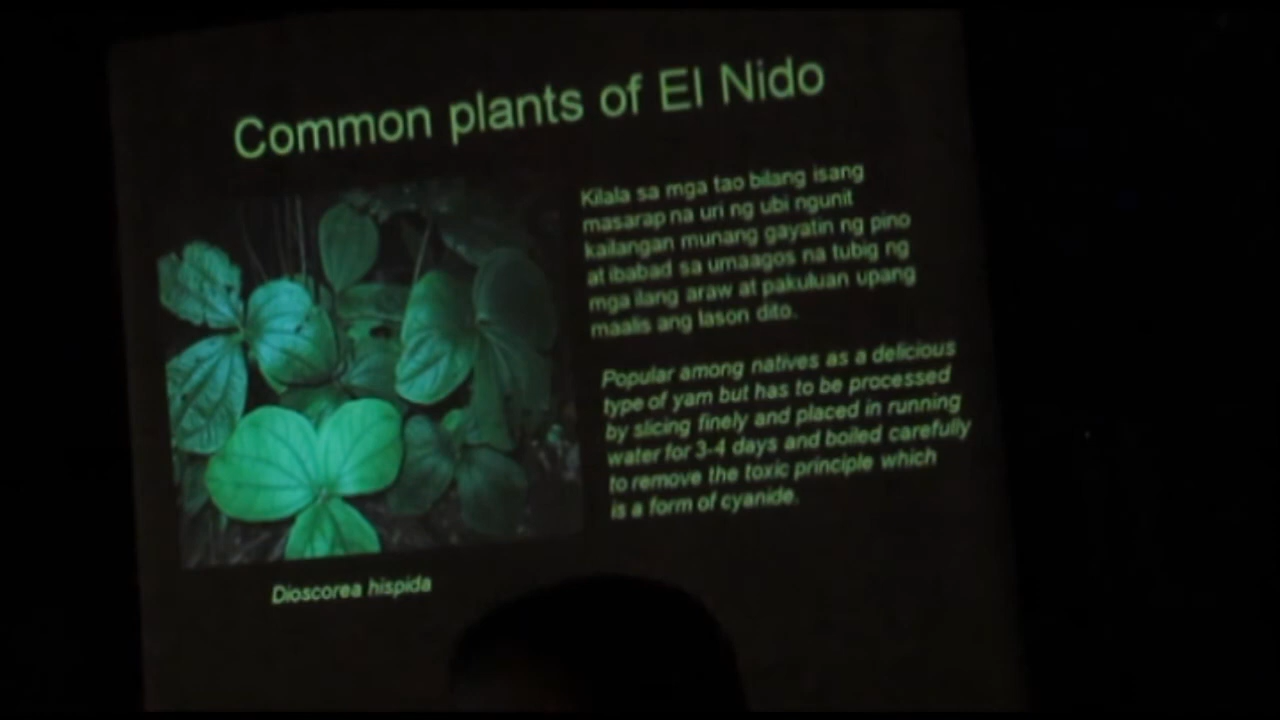 Common plants of El Nido
Kilala sa mga tao bilang isang
masarap na uri ng ubi ngunit
kailangan munang gayatin ng pino
at ibabad sa umaagos na tubig ng
mga ilang araw at pakuluan upang
maalis ang lason dito.
Popular among natives as a delicious
type of yam but has to be processed
by slicing finely and placed in running
water for 3-4 days and boiled carefully
to remove the toxic principle which
is a form of cyanide.
Dioscorea hispida